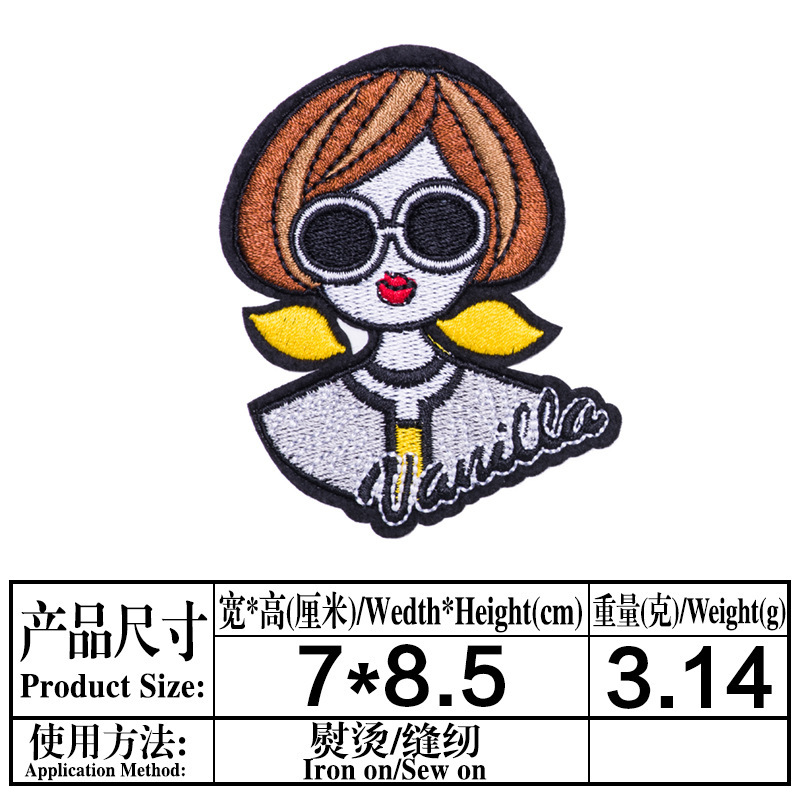 Vanilla
产品尺寸
Product Size:
宽*高(厘米)/Wedth*Height(cm)
重量(克)/Weight(g)
7*8.5
3.14
使用方法:
Application Method:
熨烫/缝纫
Iron on/Sew on